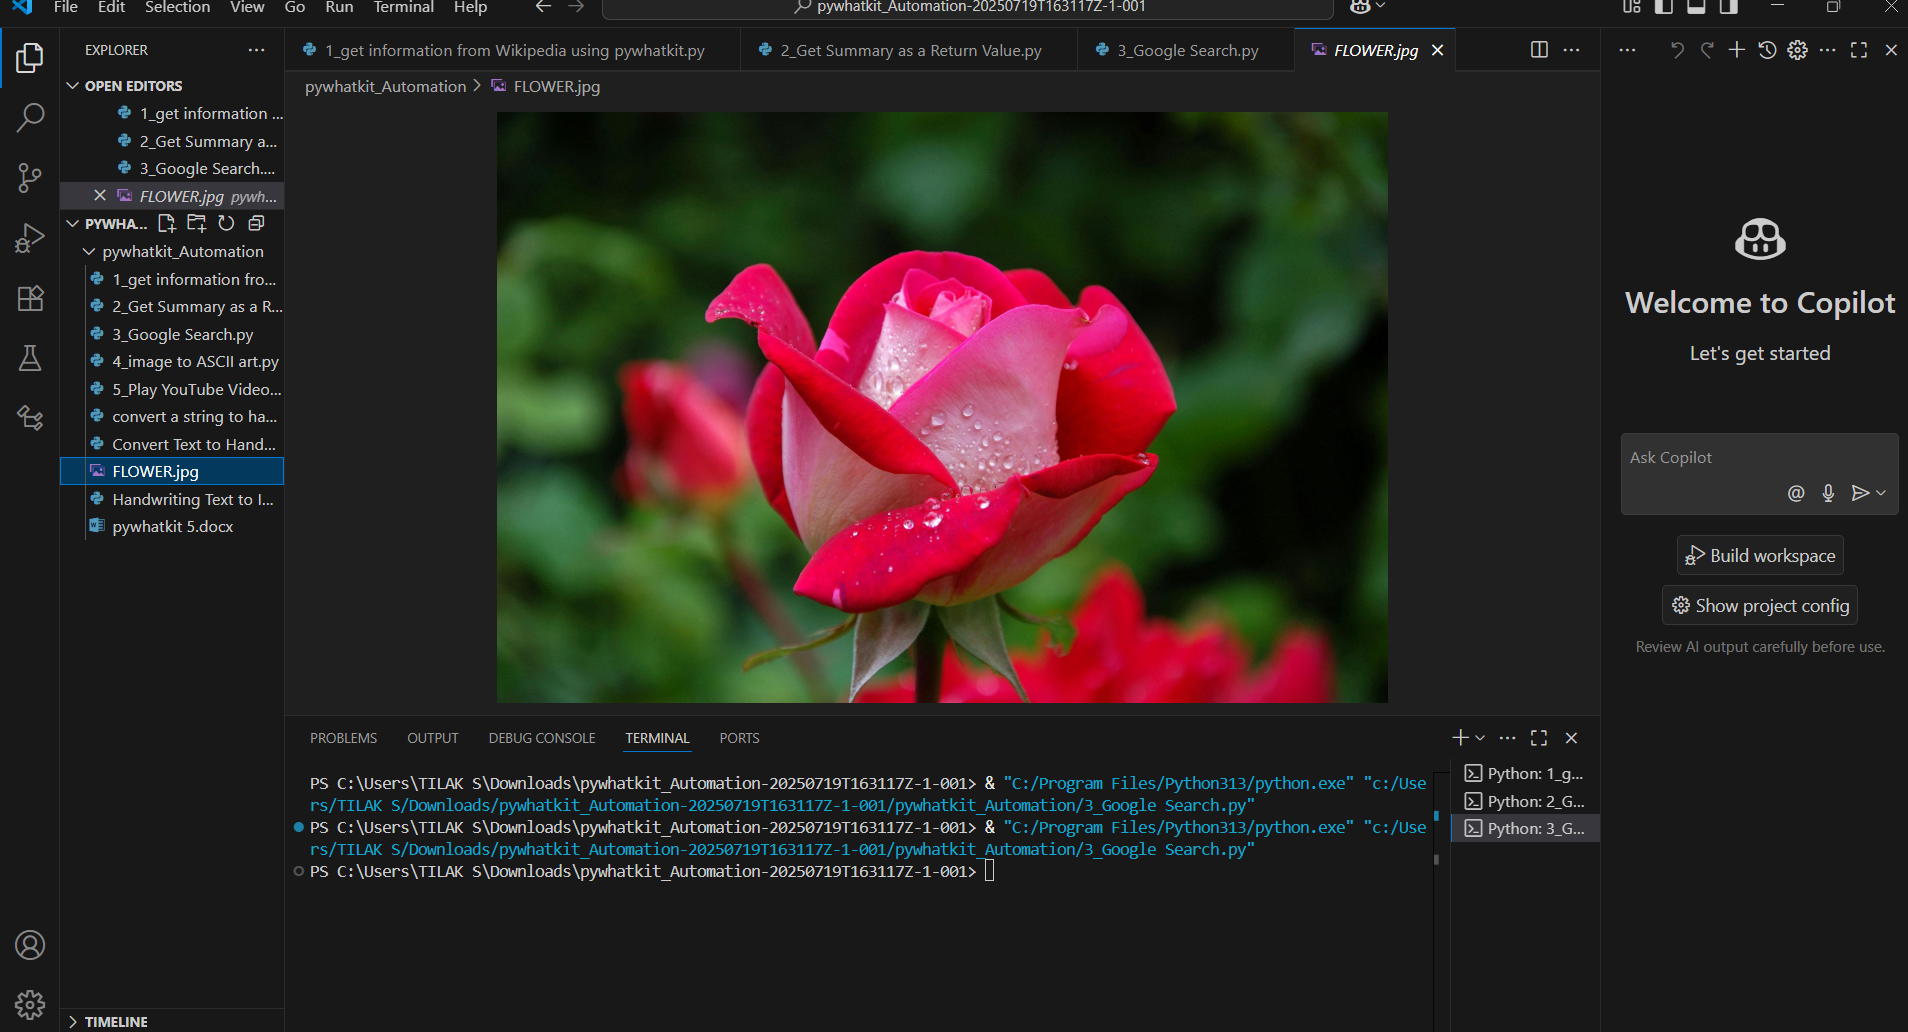 File Edit Selection View Go Run Terminal Help
pywhatkit_Automation-20250719T163117Z-1-001
EXPLORER
OPEN EDITORS
1_get information ...
2_Get Summary a...
3_Google Search....
FLOWER.jpg pywh...
PYWHA...
pywhatkit_Automation
1_get information fro...
2_Get Summary as a R...
3_Google Search.py
4_image to ASCII art.py
5_Play YouTube Video...
convert a string to ha...
Convert Text to Hand...
FLOWER.jpg
Handwriting Text to I...
pywhatkit 5.docx
TIMELINE
1_get information from Wikipedia using pywhatkit.py
2_Get Summary as a Return Value.py
3_Google Search.py
FLOWER.jpg
pywhatkit_Automation > FLOWER.jpg
PROBLEMS OUTPUT DEBUG CONSOLE TERMINAL PORTS
PS C:\Users\TILAK S\Downloads\pywhatkit_Automation-20250719T163117Z-1-001> & "C:/Program Files/Python313/python.exe" "c:/Use
rs/TILAK S/Downloads/pywhatkit_Automation-20250719T163117Z-1-001/pywhatkit_Automation/3_Google Search.py"
PS C:\Users\TILAK S\Downloads\pywhatkit_Automation-20250719T163117Z-1-001> & "C:/Program Files/Python313/python.exe" "c:/Use
rs/TILAK S/Downloads/pywhatkit_Automation-20250719T163117Z-1-001/pywhatkit_Automation/3_Google Search.py"
PS C:\Users\TILAK S\Downloads\pywhatkit_Automation-20250719T163117Z-1-001>
Python: 1_g...
Python: 2_G...
Python: 3_G...
Welcome to Copilot
Let's get started
Ask Copilot
Build workspace
Show project config
Review AI output carefully before use.